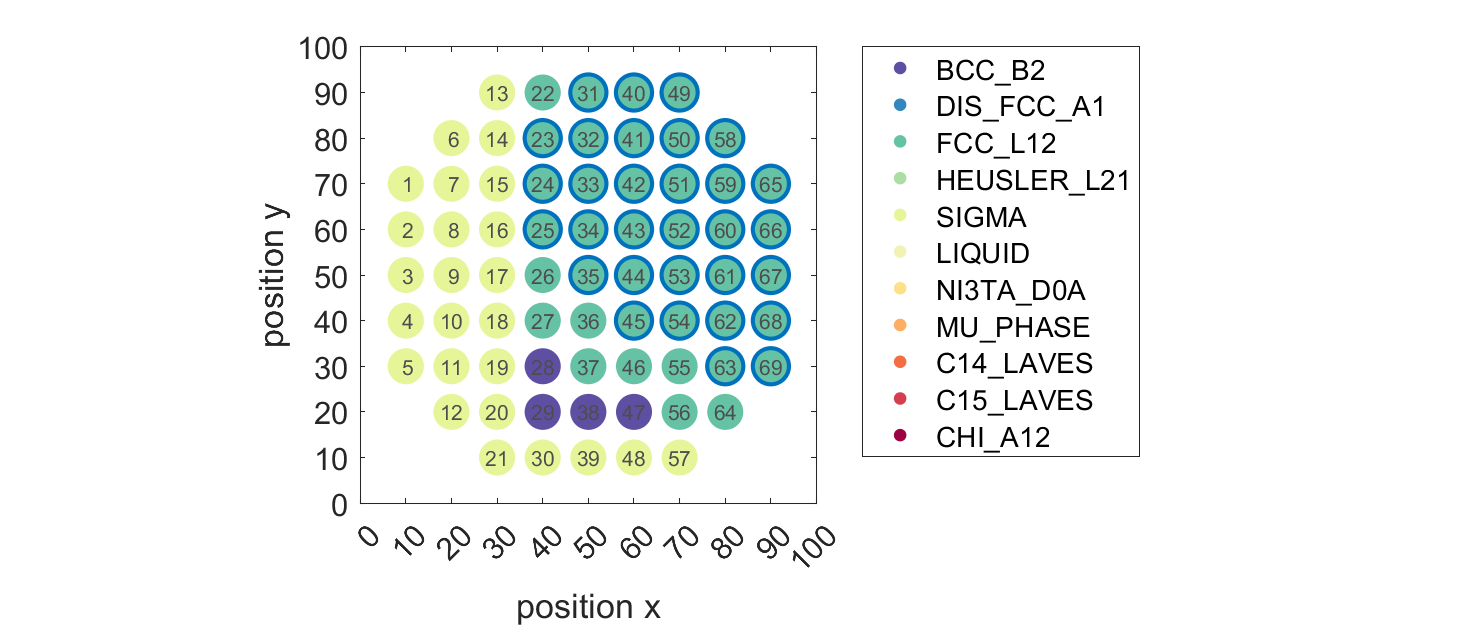 100
90 13 22 31 40 49
80 6 14 23 32 41 50 58
70 1 7 15 24 33 42 51 59 65
60 2 8 16 25 34 43 52 60 66
50 3 9 17 26 35 44 53 61 67
40 4 10 18 27 36 45 54 62 68
30 5 11 19 28 37 46 55 63 69
20 12 20 29 38 47 56 64
10 21 30 39 48 57
0
0 10 20 30 40 50 60 70 80 90 100
position x
position y
BCC_B2
DIS_FCC_A1
FCC_L12
HEUSLER_L21
SIGMA
LIQUID
NI3TA_D0A
MU_PHASE
C14_LAVES
C15_LAVES
CHI_A12